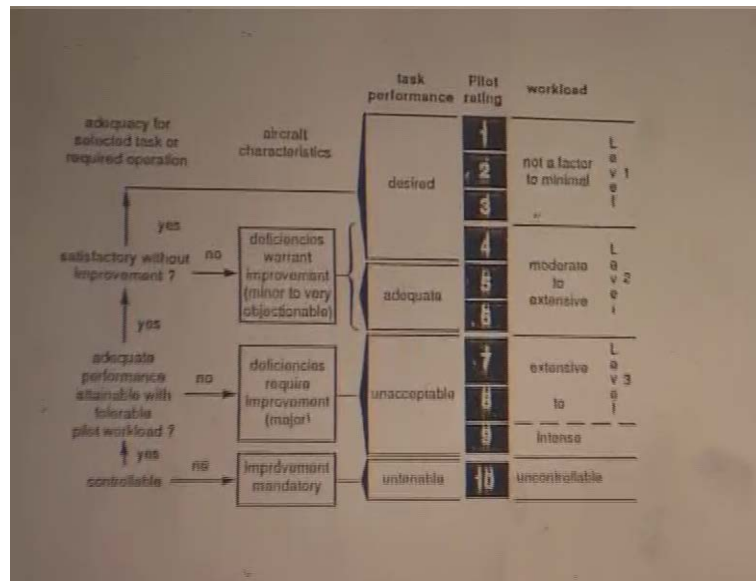 task
performance
Pilot
rating
workload
adequacy for
selected task or
required operation
aircraft
characteristics
desired
1
2
3
not a factor
to minimal
Level 1
yes
satisfactory without
improvement ?
no
deficiencies
warrant
improvement
(minor to very
objectionable)
4
adequate
5
6
moderate
to
extensive
Level 2
yes
adequate
performance
attainable with
tolerable
pilot workload ?
no
deficiencies
require
improvement
(major)
unacceptable
7
8
9
extensive
to
intense
Level 3
yes
controllable
no
improvement
mandatory
untenable
10
uncontrollable